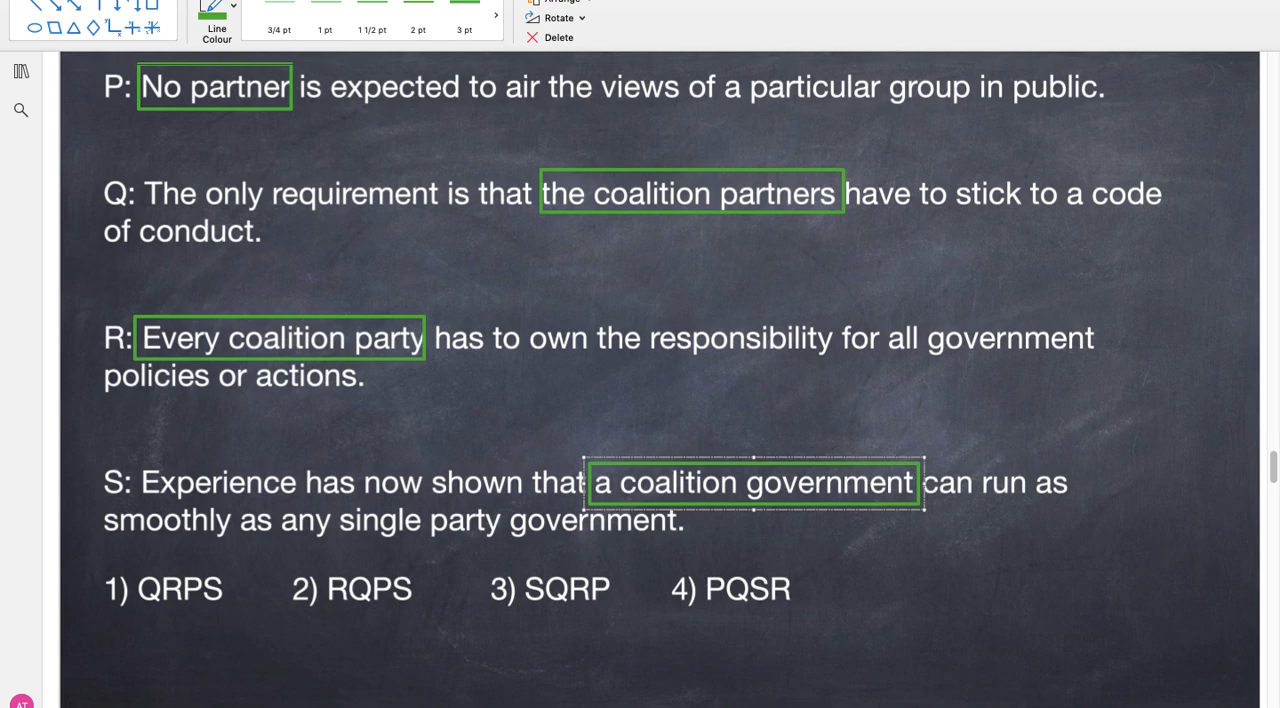 Arrange
Rotate
Delete
Line
Colour
3/4 pt 1 pt 1 1/2 pt 2 pt 3 pt
P: No partner is expected to air the views of a particular group in public.
Q: The only requirement is that the coalition partners have to stick to a code
of conduct.
R: Every coalition party has to own the responsibility for all government
policies or actions.
S: Experience has now shown that a coalition government can run as
smoothly as any single party government.
1) QRPS 2) RQPS 3) SQRP 4) PQSR
AT